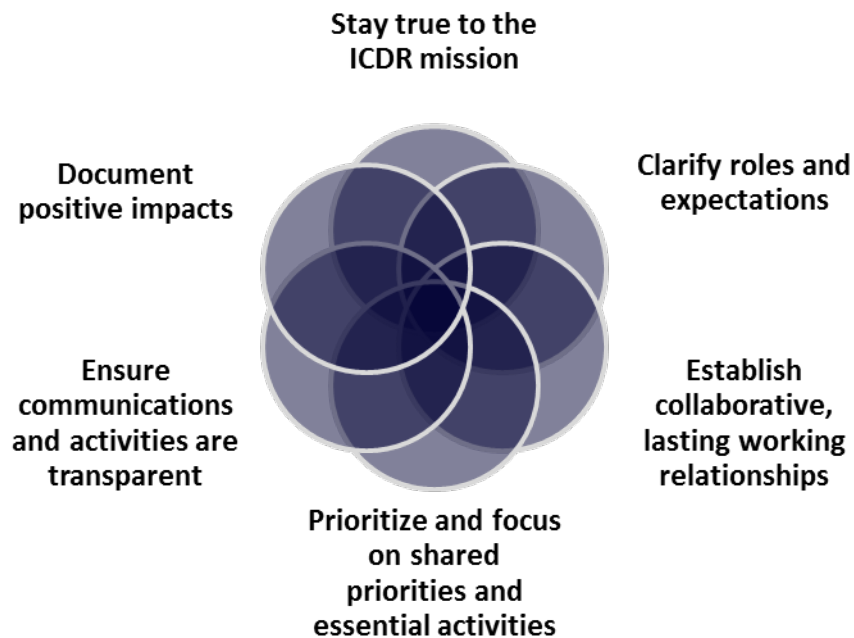 Stay true to the
ICDR mission
Clarify roles and
expectations
Establish
collaborative,
lasting working
relationships
Prioritize and focus
on shared
priorities and
essential activities
Ensure
communications
and activities are
transparent
Document
positive impacts